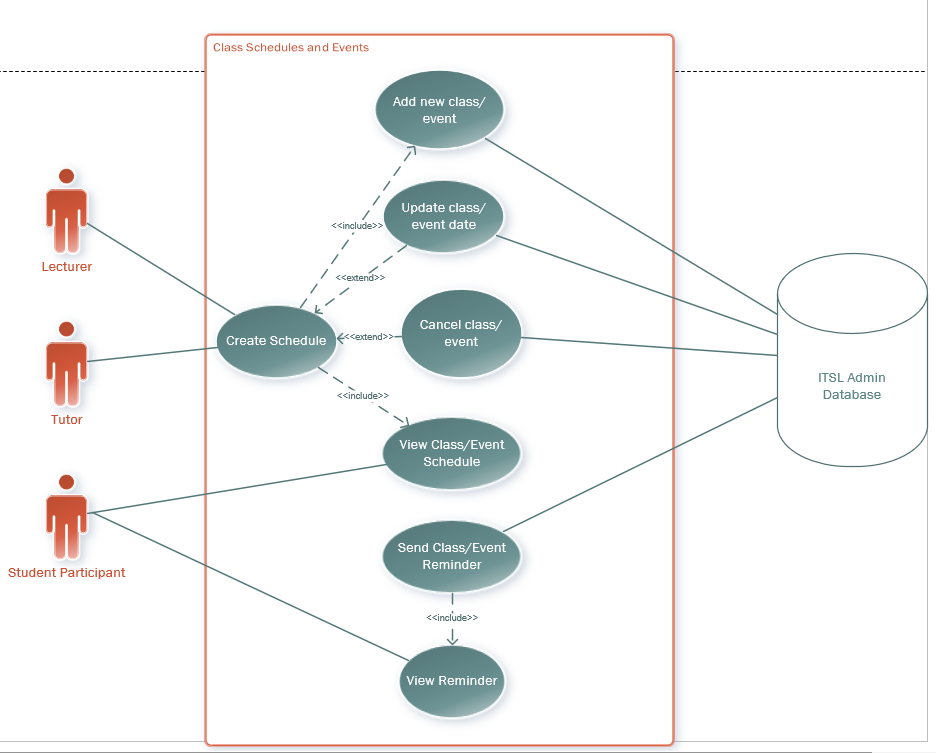 Class Schedules and Events
Add new class/
event
Update class/
event date
<<include>>
<<extend>>
Lecturer
Create Schedule
<<extend>>
Cancel class/
event
ITSL Admin
Database
<<include>>
Tutor
View Class/Event
Schedule
Send Class/Event
Reminder
Student Participant
<<include>>
View Reminder